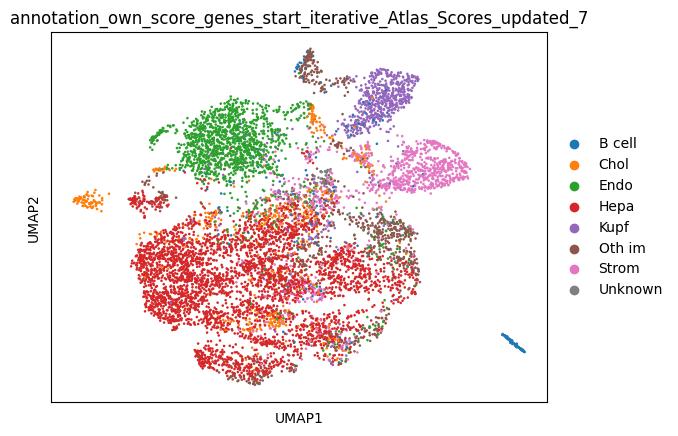 annotation_own_score_genes_start_iterative_Atlas_Scores_updated_7
UMAP2
UMAP1
B cell
Chol
Endo
Hepa
Kupf
Oth im
Strom
Unknown